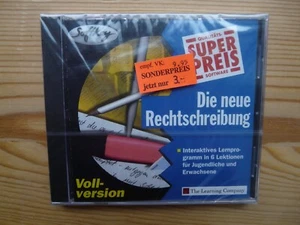 SUPER
PREIS
SOFTWARE
empf. VK.
SONDERPREIS
jetzt nur 3,-
Die neue
Rechtschreibung
Interaktives Lernpro-
gramm in 6 Lektionen
für Jugendliche und
Erwachsene
Voll-
version
The Learning Company